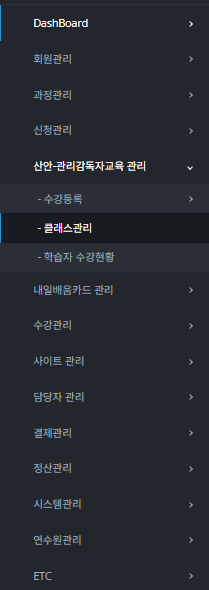 DashBoard
회원관리
과정관리
신청관리
산안-관리감독자교육 관리
- 수강등록
- 클래스관리
- 학습자 수강현황
내일배움카드 관리
수강관리
사이트 관리
담당자 관리
결제관리
정산관리
시스템관리
연수원관리
ETC